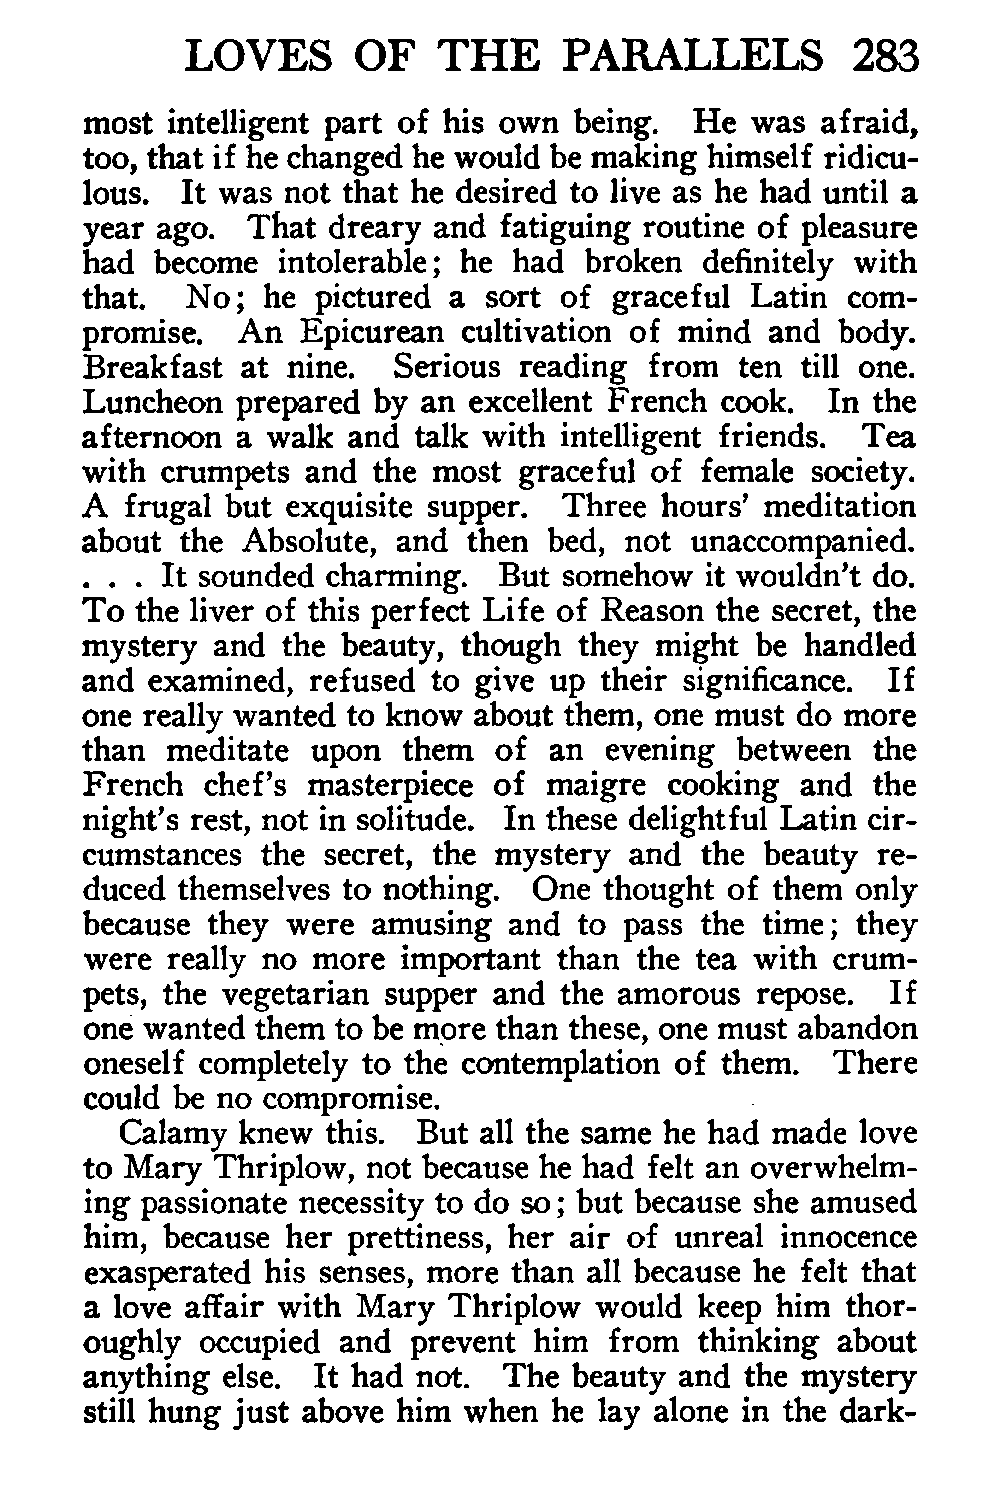 LOVES OF THE PARALLELS 283
most intelligent part of his own being. He was afraid,
too, that if he changed he would be making himself ridicu-
lous. It was not that he desired to live as he had until a
year ago. That dreary and fatiguing routine of pleasure
had become intolerable; he had broken definitely with
that. No; he pictured a sort of graceful Latin com-
promise. An Epicurean cultivation of mind and body.
Breakfast at nine. Serious reading from ten till one.
Luncheon prepared by an excellent French cook. In the
afternoon a walk and talk with intelligent friends. Tea
with crumpets and the most graceful of female society.
A frugal but exquisite supper. Three hours' meditation
about the Absolute, and then bed, not unaccompanied.
. . . It sounded charming. But somehow it wouldn't do.
To the liver of this perfect Life of Reason the secret, the
mystery and the beauty, though they might be handled
and examined, refused to give up their significance. If
one really wanted to know about them, one must do more
than meditate upon them of an evening between the
French chef's masterpiece of maigre cooking and the
night's rest, not in solitude. In these delightful Latin cir-
cumstances the secret, the mystery and the beauty re-
duced themselves to nothing. One thought of them only
because they were amusing and to pass the time; they
were really no more important than the tea with crum-
pets, the vegetarian supper and the amorous repose. If
one wanted them to be more than these, one must abandon
oneself completely to the contemplation of them. There
could be no compromise.
Calamy knew this. But all the same he had made love
to Mary Thriplow, not because he had felt an overwhelm-
ing passionate necessity to do so; but because she amused
him, because her prettiness, her air of unreal innocence
exasperated his senses, more than all because he felt that
a love affair with Mary Thriplow would keep him thor-
oughly occupied and prevent him from thinking about
anything else. It had not. The beauty and the mystery
still hung just above him when he lay alone in the dark-